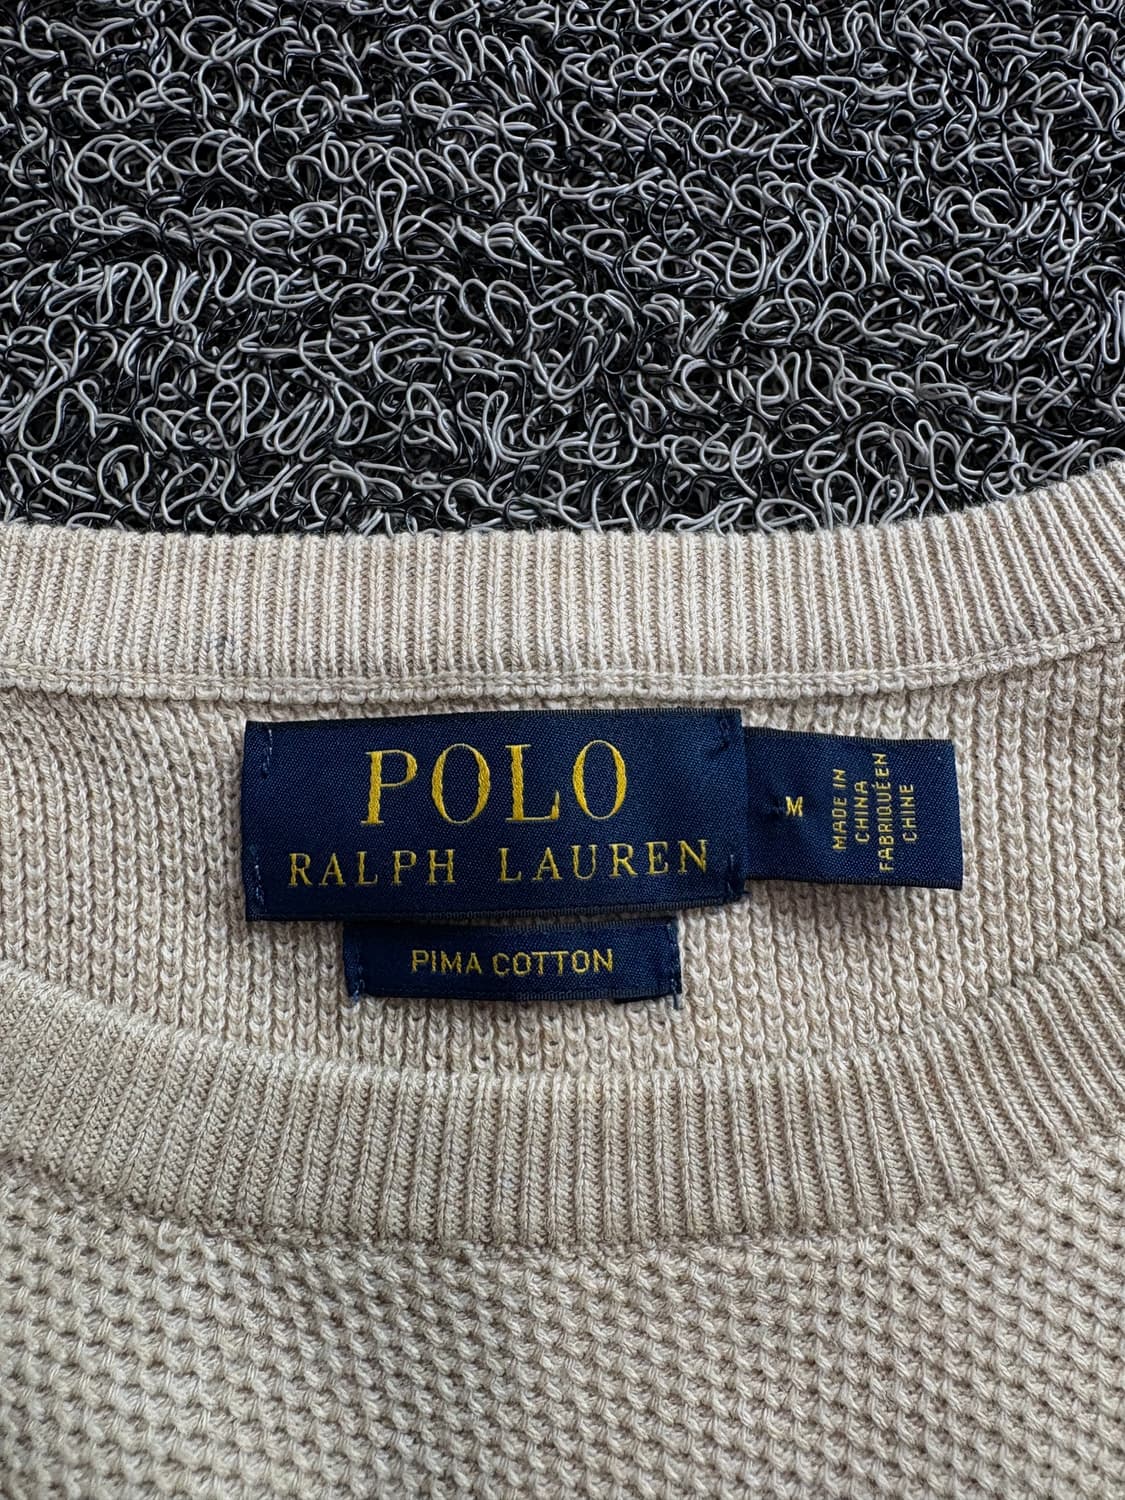 POLO
RALPH LAUREN
PIMA COTTON
M
MADE IN
CHINA
FABRIQUÉ EN
CHINE